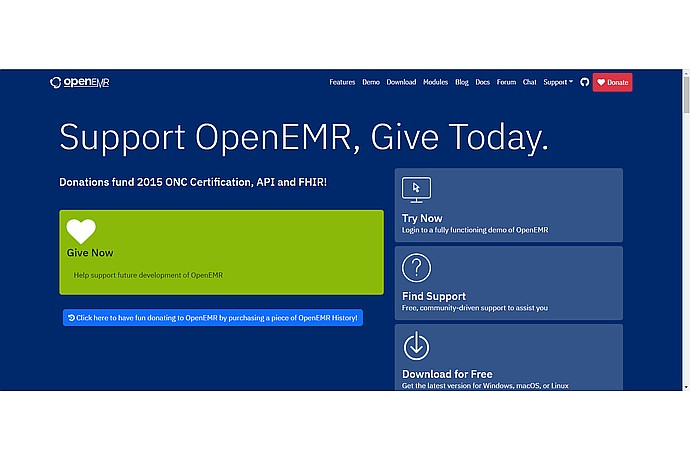 openEMR
Features Demo Download Modules Blog Docs Forum Chat Support Donate
Support OpenEMR, Give Today.
Donations fund 2015 ONC Certification, API and FHIR!
Give Now
Help support future development of OpenEMR
Click here to have fun donating to OpenEMR by purchasing a piece of OpenEMR History!
Try Now
Login to a fully functioning demo of OpenEMR
?
Find Support
Free, community-driven support to assist you
Download for Free
Get the latest version for Windows, macOS, or Linux